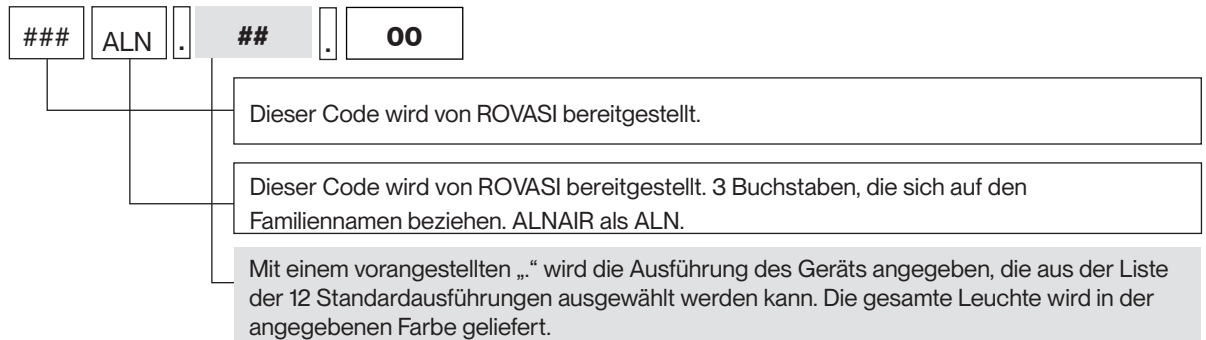 ### ALN . ## . 00
Dieser Code wird von ROVASI bereitgestellt.
Dieser Code wird von ROVASI bereitgestellt. 3 Buchstaben, die sich auf den
Familiennamen beziehen. ALNAIR als ALN.
Mit einem vorangestellten „.“ wird die Ausführung des Geräts angegeben, die aus der Liste
der 12 Standardausführungen ausgewählt werden kann. Die gesamte Leuchte wird in der
angegebenen Farbe geliefert.